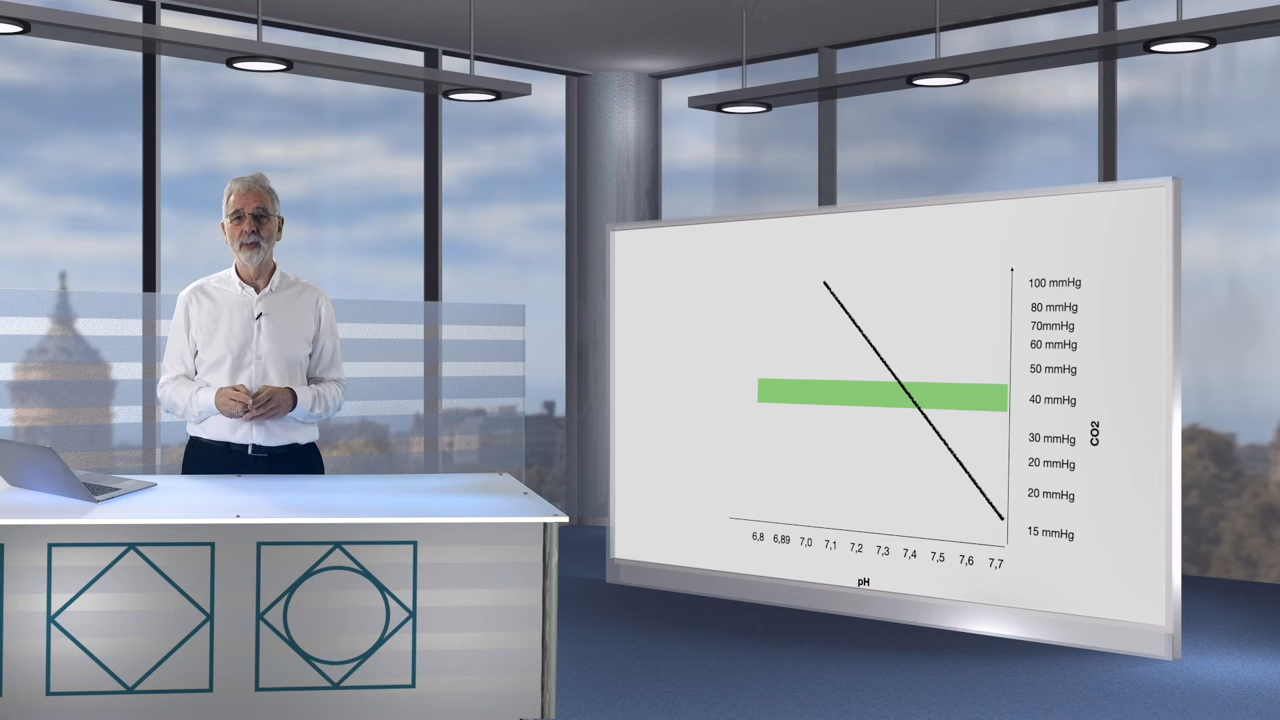 100 mmHg
80 mmHg
70mmHg
60 mmHg
50 mmHg
40 mmHg
30 mmHg
20 mmHg
20 mmHg
15 mmHg
CO2
6,8 6,89 7,0 7,1 7,2 7,3 7,4 7,5 7,6 7,7
pH